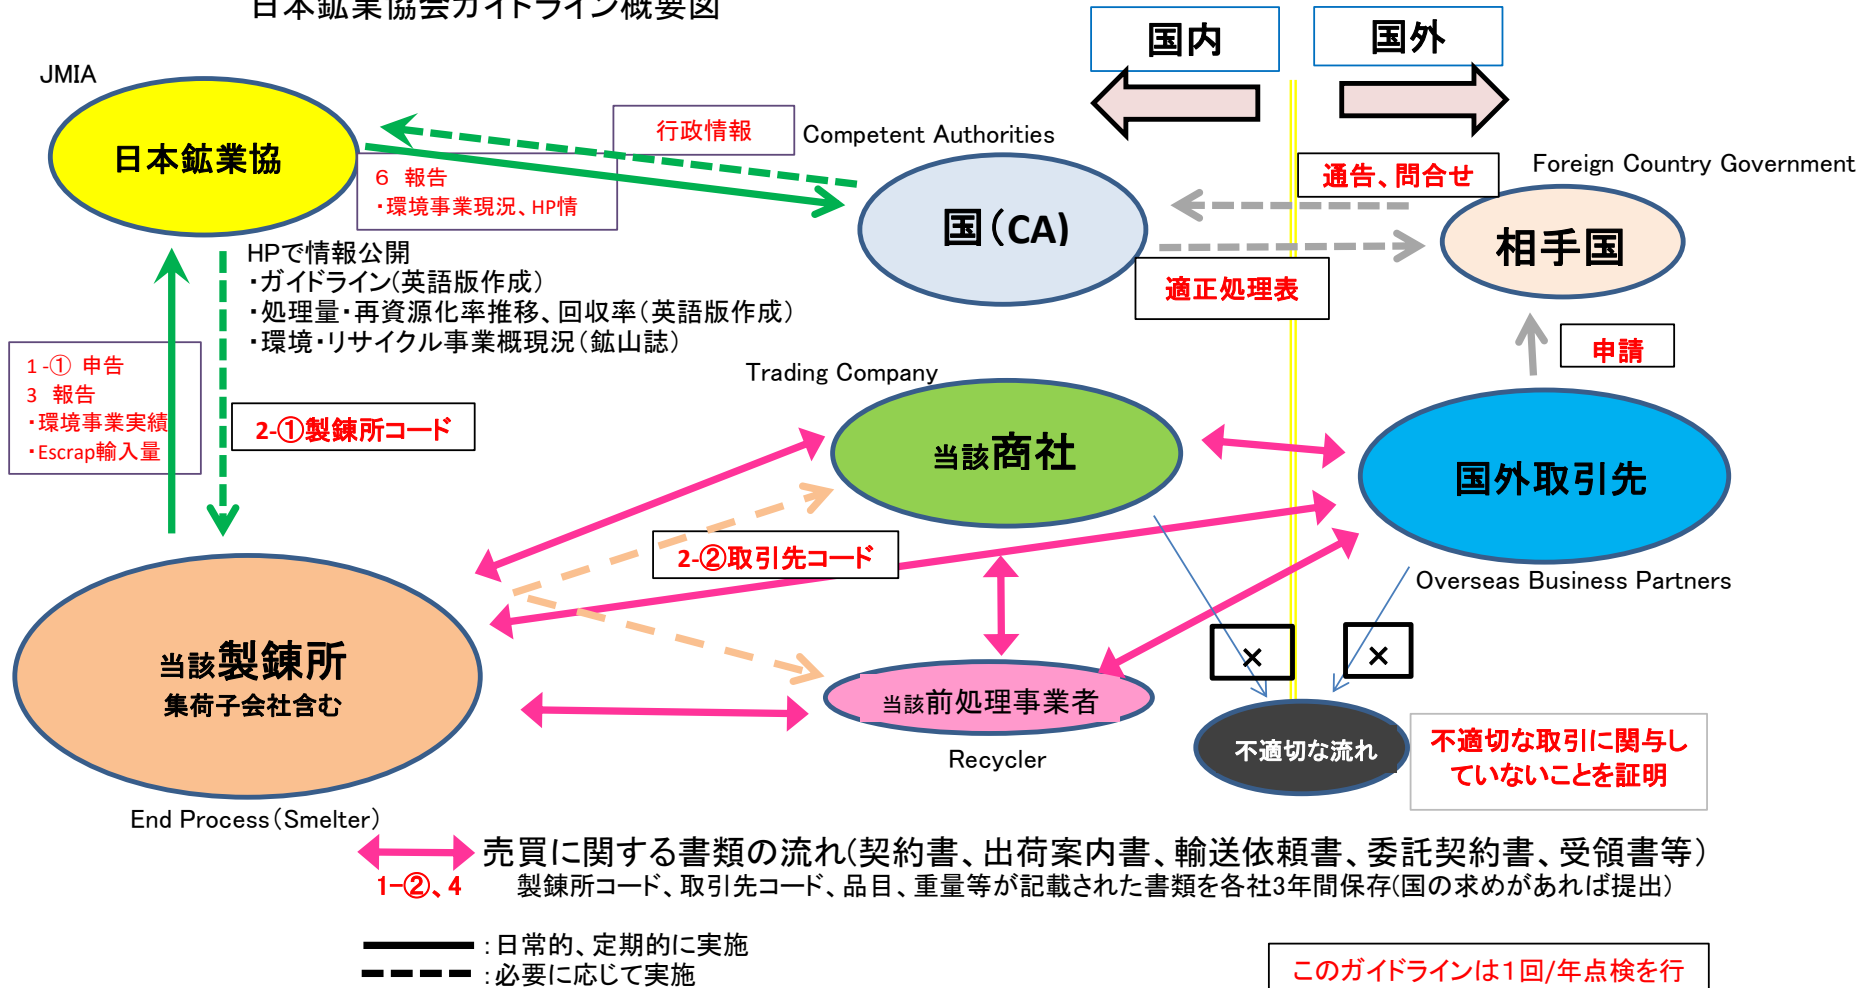 日本鉱業協会ガイドライン概要図
国内
国外
JMIA
日本鉱業協
行政情報
Competent Authorities
6 報告
・環境事業現況、HP情
国(CA)
通告、問合せ
Foreign Country Government
相手国
適正処理表
HPで情報公開
・ガイドライン(英語版作成)
・処理量・再資源化率推移、回収率(英語版作成)
・環境・リサイクル事業概現況(鉱山誌)
1-① 申告
3 報告
・環境事業実績
・Escrap輸入量
2-①製錬所コード
申請
Trading Company
当該商社
国外取引先
2-②取引先コード
Overseas Business Partners
当該製錬所
集荷子会社含む
End Process(Smelter)
当該前処理事業者
Recycler
×
×
不適切な流れ
不適切な取引に関与し
ていないことを証明
売買に関する書類の流れ(契約書、出荷案内書、輸送依頼書、委託契約書、受領書等)
1-②、4
製錬所コード、取引先コード、品目、重量等が記載された書類を各社3年間保存(国の求めがあれば提出)
:日常的、定期的に実施
:必要に応じて実施
このガイドラインは1回/年点検を行